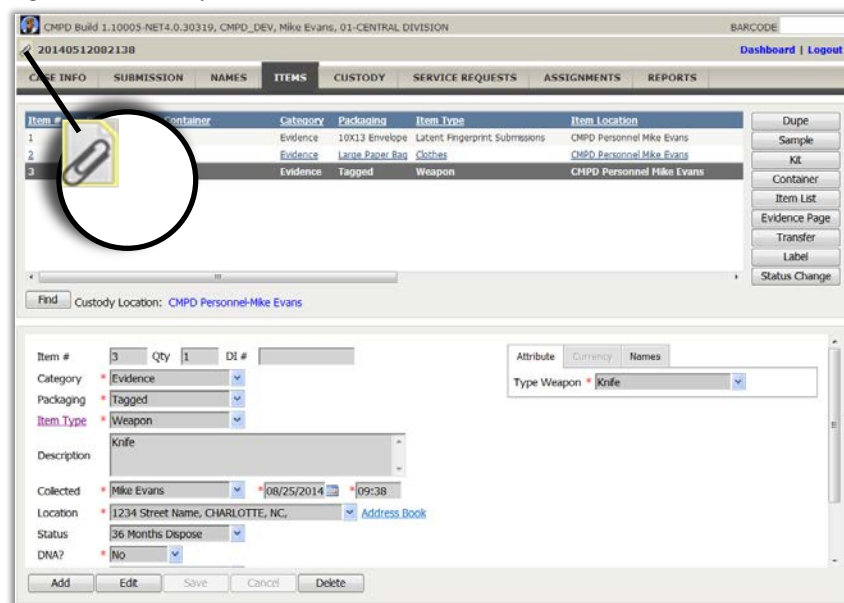 CMPD Build 1.10005-NET4.0.30319, CMPD_DEV, Mike Evans, 01-CENTRAL DIVISION BARCODE
20140512082138 Dashboard | Logout
CASE INFO SUBMISSION NAMES ITEMS CUSTODY SERVICE REQUESTS ASSIGNMENTS REPORTS
Item # Container Category Packaging Item Type Item Location
1 Evidence 10X13 Envelope Latent Fingerprint Submissions CMPD Personnel Mike Evans
2 Evidence Large Paper Bag Clothes CMPD Personnel Mike Evans
3 Evidence Tagged Weapon CMPD Personnel Mike Evans
Dupe
Sample
Kit
Container
Item List
Evidence Page
Transfer
Label
Status Change
Find Custody Location: CMPD Personnel-Mike Evans
Item # 3 Qty 1 DI #
Category * Evidence
Packaging * Tagged
Item Type * Weapon
Description Knife
Collected * Mike Evans *08/25/2014 *09:38
Location * 1234 Street Name, CHARLOTTE, NC, Address Book
Status 36 Months Dispose
DNA? * No
Attribute Currency Names
Type Weapon * Knife
Add Edit Save Cancel Delete